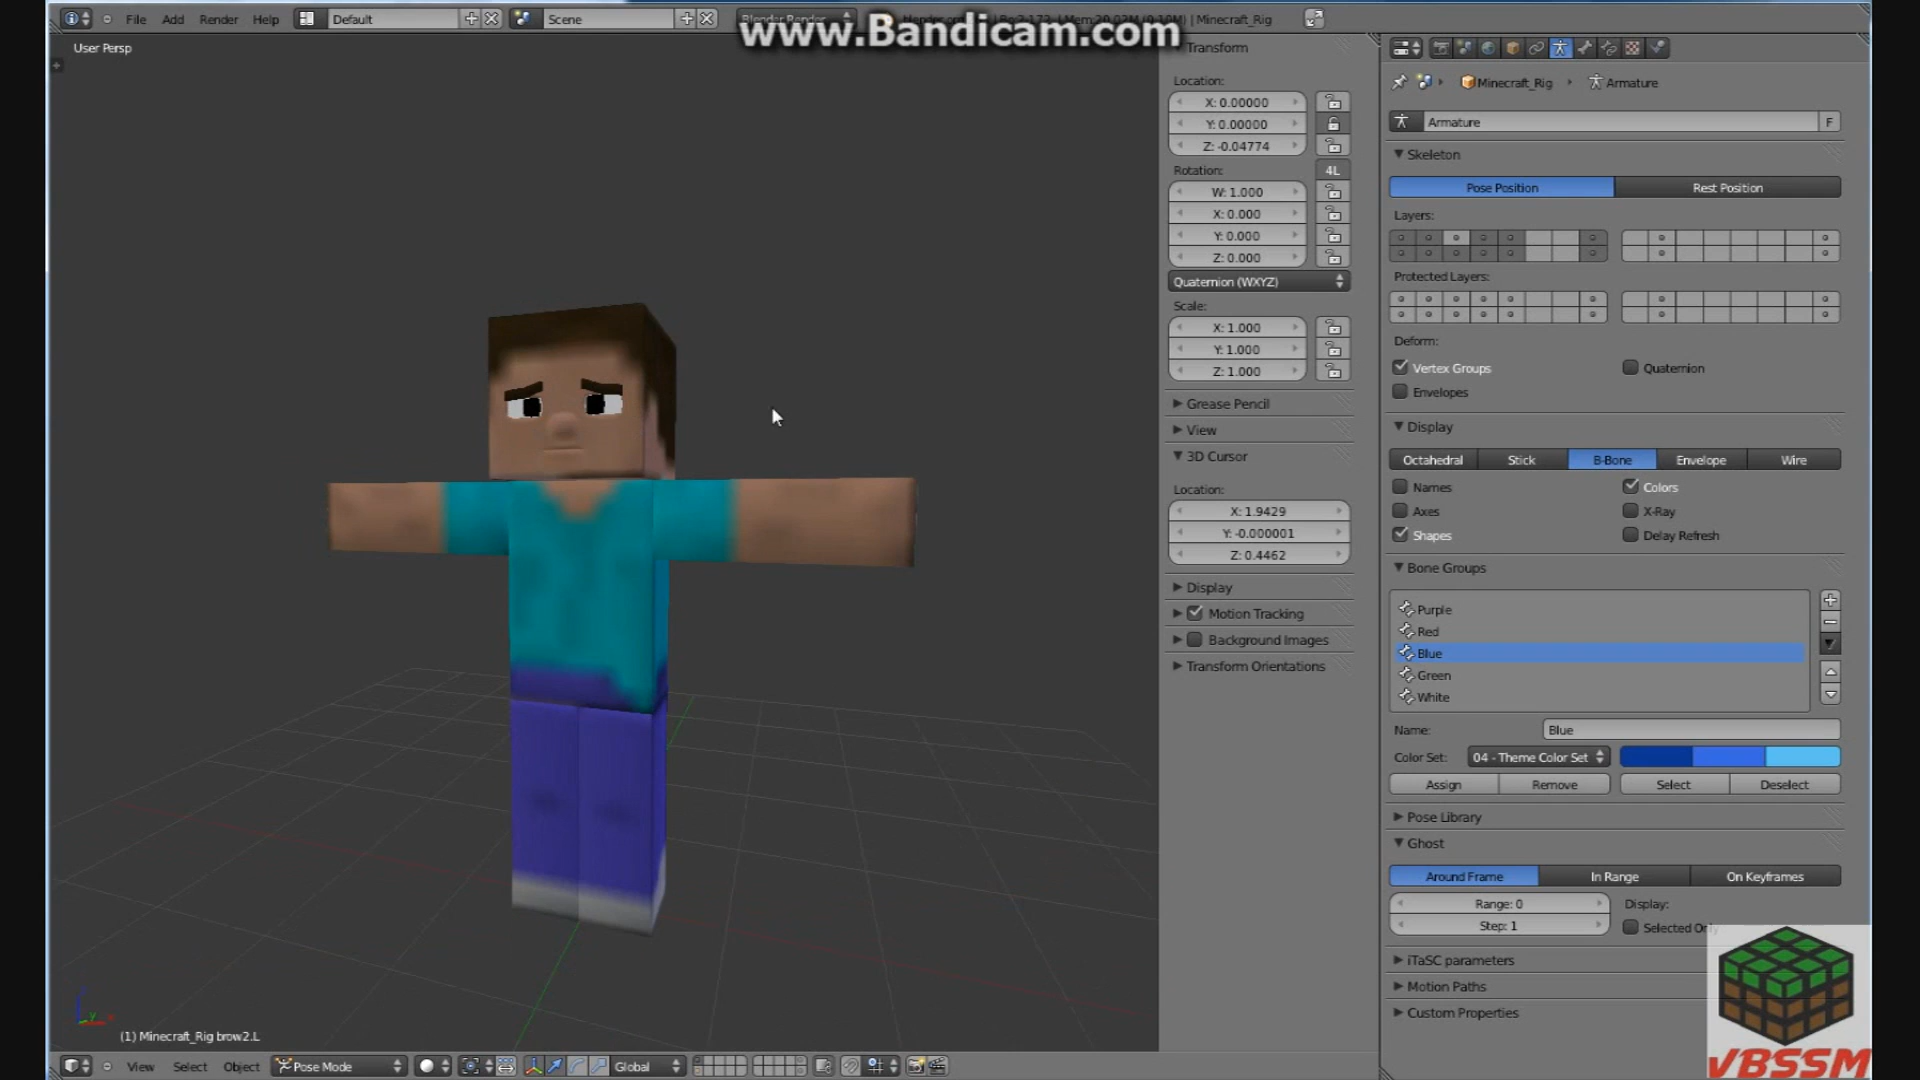 File Add Render Help Default Scene Minecraft_Rig
www.Bandicam.com
User Persp
Transform
Location:
X: 0.00000
Y: 0.00000
Z: -0.04774
Rotation:
4L
W: 1.000
X: 0.000
Y: 0.000
Z: 0.000
Quaternion (WXYZ)
Scale:
X: 1.000
Y: 1.000
Z: 1.000
Grease Pencil
View
3D Cursor
Location:
X: 1.9429
Y: -0.000001
Z: 0.4462
Display
Motion Tracking
Background Images
Transform Orientations
Minecraft_Rig Armature
Armature F
Skeleton
Pose Position Rest Position
Layers:
Protected Layers:
Deform:
Vertex Groups Quaternion
Envelopes
Display
Octahedral Stick B-Bone Envelope Wire
Names Colors
Axes X-Ray
Shapes Delay Refresh
Bone Groups
Purple
Red
Blue
Green
White
Name: Blue
Color Set: 04 - Theme Color Set
Assign Remove Select Deselect
Pose Library
Ghost
Around Frame In Range On Keyframes
Range: 0 Display:
Step: 1 Selected
iTaSC parameters
Motion Paths
Custom Properties
VBSSM
(1) Minecraft_Rig brow2.L
View Select Object Pose Mode Global